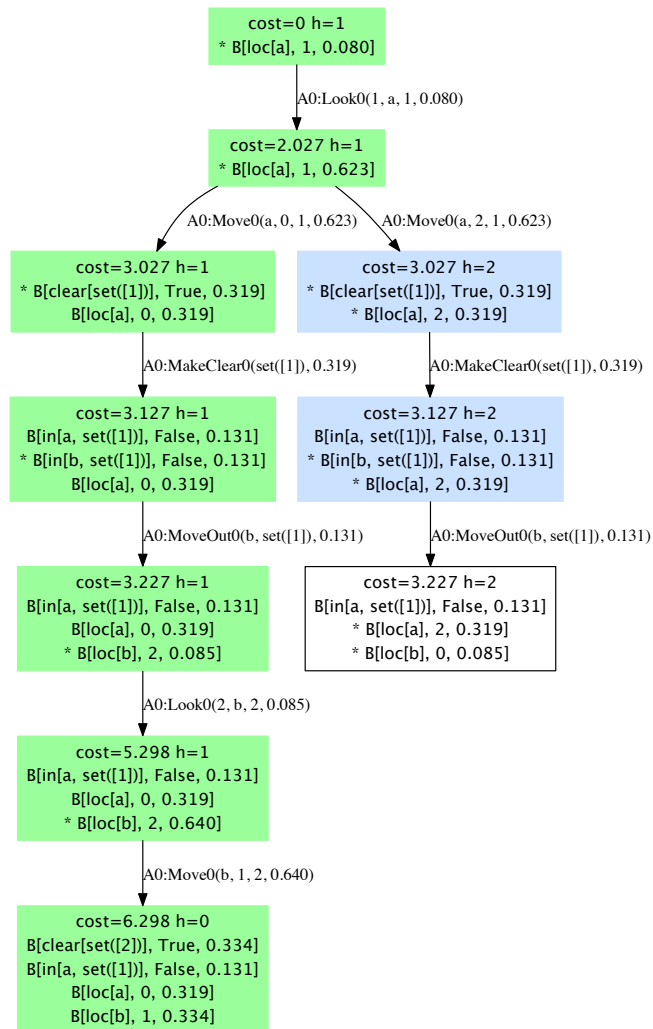 cost=0 h=1
* B[loc[a], 1, 0.080]
A0:Look0(1, a, 1, 0.080)
cost=2.027 h=1
* B[loc[a], 1, 0.623]
A0:Move0(a, 0, 1, 0.623)
A0:Move0(a, 2, 1, 0.623)
cost=3.027 h=1
* B[clear[set([1])], True, 0.319]
B[loc[a], 0, 0.319]
cost=3.027 h=2
* B[clear[set([1])], True, 0.319]
* B[loc[a], 2, 0.319]
A0:MakeClear0(set([1]), 0.319)
A0:MakeClear0(set([1]), 0.319)
cost=3.127 h=1
B[in[a, set([1])], False, 0.131]
* B[in[b, set([1])], False, 0.131]
B[loc[a], 0, 0.319]
cost=3.127 h=2
B[in[a, set([1])], False, 0.131]
* B[in[b, set([1])], False, 0.131]
* B[loc[a], 2, 0.319]
A0:MoveOut0(b, set([1]), 0.131)
A0:MoveOut0(b, set([1]), 0.131)
cost=3.227 h=1
B[in[a, set([1])], False, 0.131]
B[loc[a], 0, 0.319]
* B[loc[b], 2, 0.085]
cost=3.227 h=2
B[in[a, set([1])], False, 0.131]
* B[loc[a], 2, 0.319]
* B[loc[b], 0, 0.085]
A0:Look0(2, b, 2, 0.085)
cost=5.298 h=1
B[in[a, set([1])], False, 0.131]
B[loc[a], 0, 0.319]
* B[loc[b], 2, 0.640]
A0:Move0(b, 1, 2, 0.640)
cost=6.298 h=0
B[clear[set([2])], True, 0.334]
B[in[a, set([1])], False, 0.131]
B[loc[a], 0, 0.319]
B[loc[b], 1, 0.334]